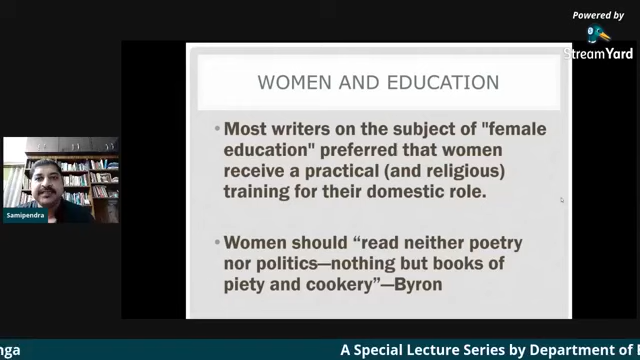 Powered by
StreamYard
WOMEN AND EDUCATION
• Most writers on the subject of "female
education" preferred that women
receive a practical (and religious)
training for their domestic role.
• Women should “read neither poetry
nor politics—nothing but books of
piety and cookery”—Byron
Samipendra
nga
A Special Lecture Series by Department of